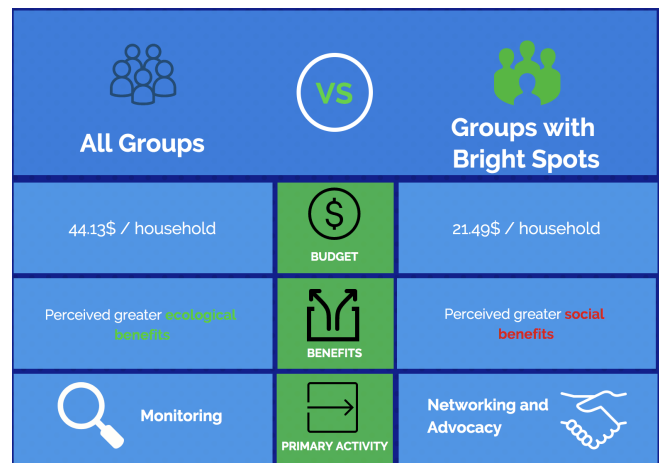 VS
All Groups
Groups with
Bright Spots
44.13$ / household
$
BUDGET
21.49$ / household
Perceived greater ecological
benefits
BENEFITS
Perceived greater social
benefits
Monitoring
PRIMARY ACTIVITY
Networking and
Advocacy